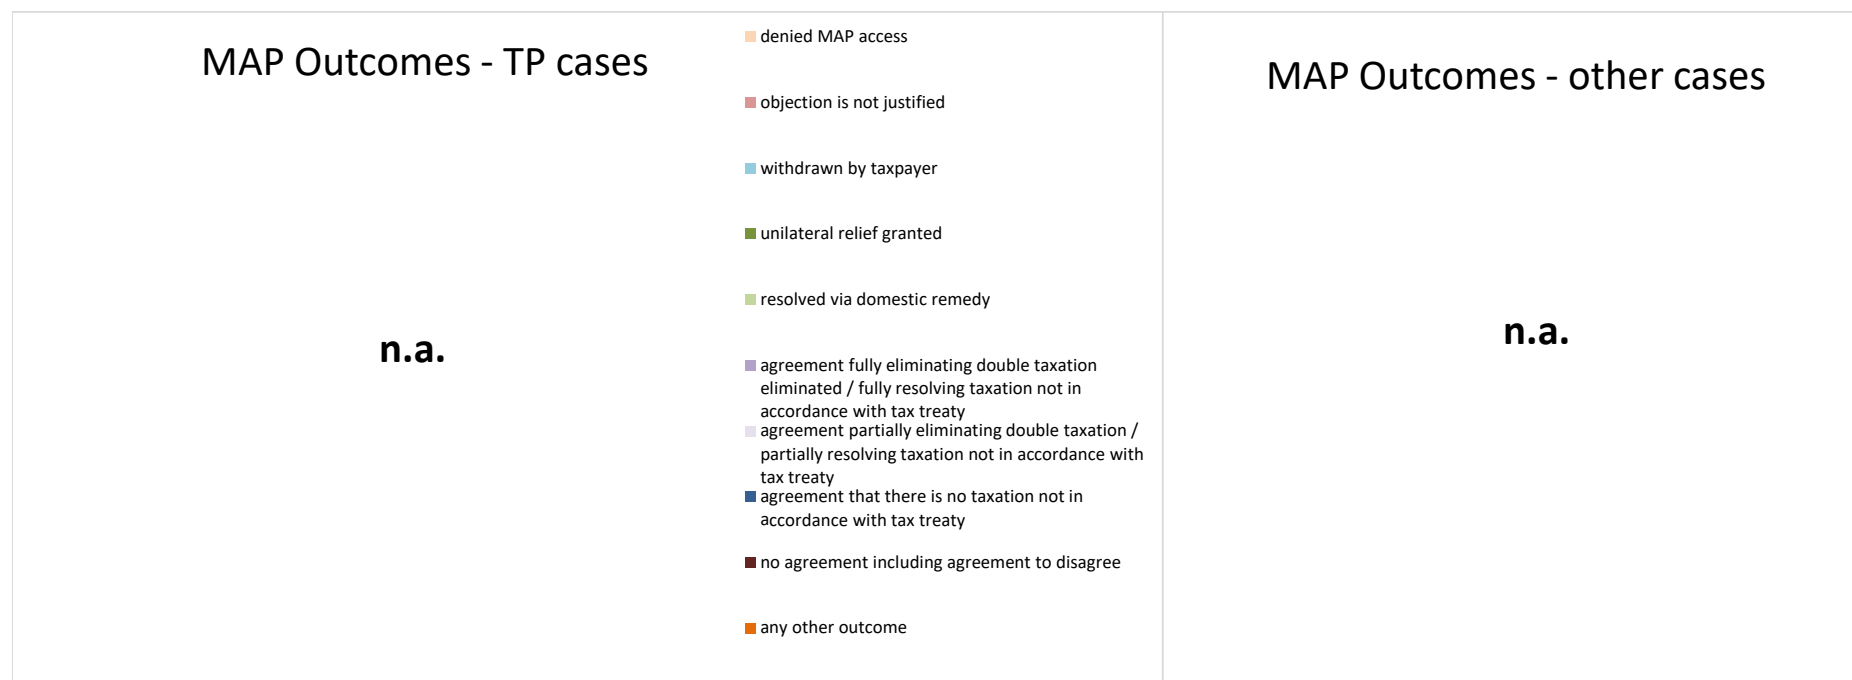 MAP Outcomes - TP cases
n.a.
denied MAP access
objection is not justified
withdrawn by taxpayer
unilateral relief granted
resolved via domestic remedy
agreement fully eliminating double taxation
eliminated / fully resolving taxation not in
accordance with tax treaty
agreement partially eliminating double taxation /
partially resolving taxation not in accordance with
tax treaty
agreement that there is no taxation not in
accordance with tax treaty
no agreement including agreement to disagree
any other outcome
MAP Outcomes - other cases
n.a.